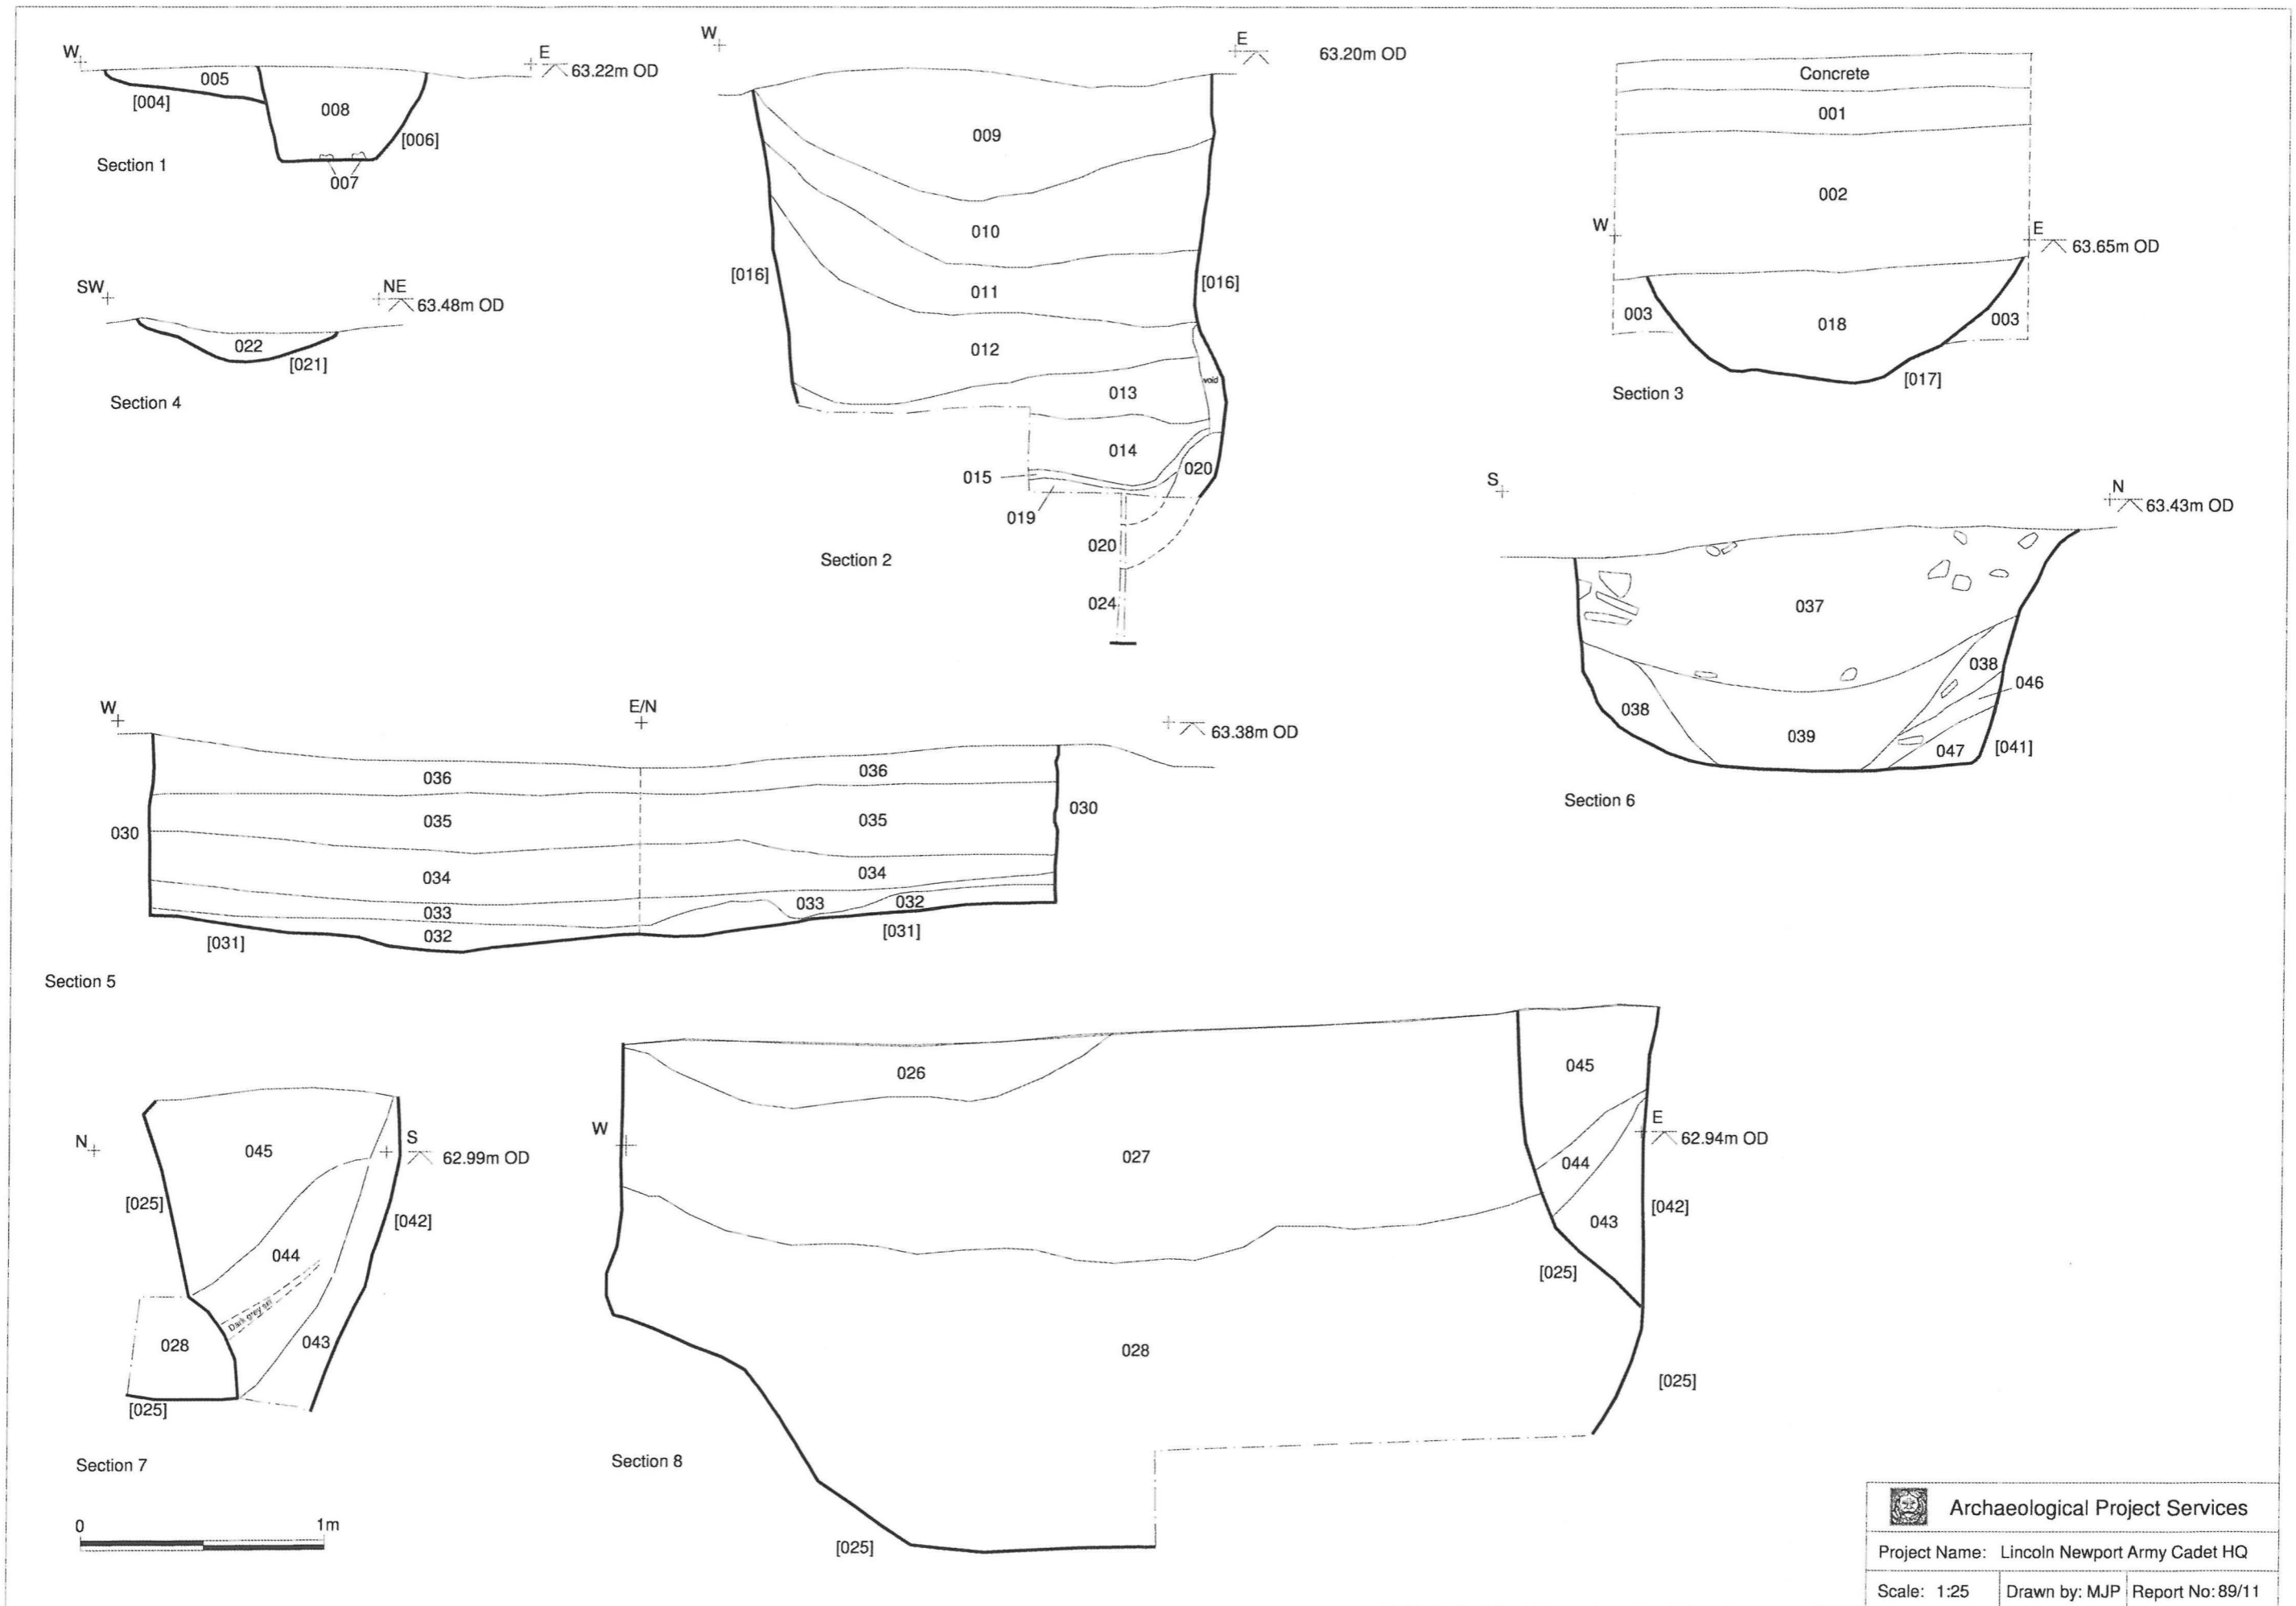 W
E
63.22m OD
005
[004]
008
[006]
007
Section 1
W
E
63.20m OD
009
010
[016]
[016]
011
012
void
013
014
015
020
019
020
024
Section 2
Concrete
001
002
W
E
63.65m OD
003
018
003
[017]
Section 3
SW
NE
63.48m OD
022
[021]
Section 4
W
E/N
63.38m OD
036
036
035
035
030
030
034
034
033
033
032
032
[031]
[031]
Section 5
S
N
63.43m OD
037
038
046
038
039
047
[041]
Section 6
N
S
62.99m OD
045
[025]
[042]
044
Dark grey silt
028
043
[025]
Section 7
026
045
W
E
62.94m OD
027
044
043
[042]
[025]
028
[025]
[025]
Section 8
0 1m
Archaeological Project Services
Project Name: Lincoln Newport Army Cadet HQ
Scale: 1:25 Drawn by: MJP Report No: 89/11